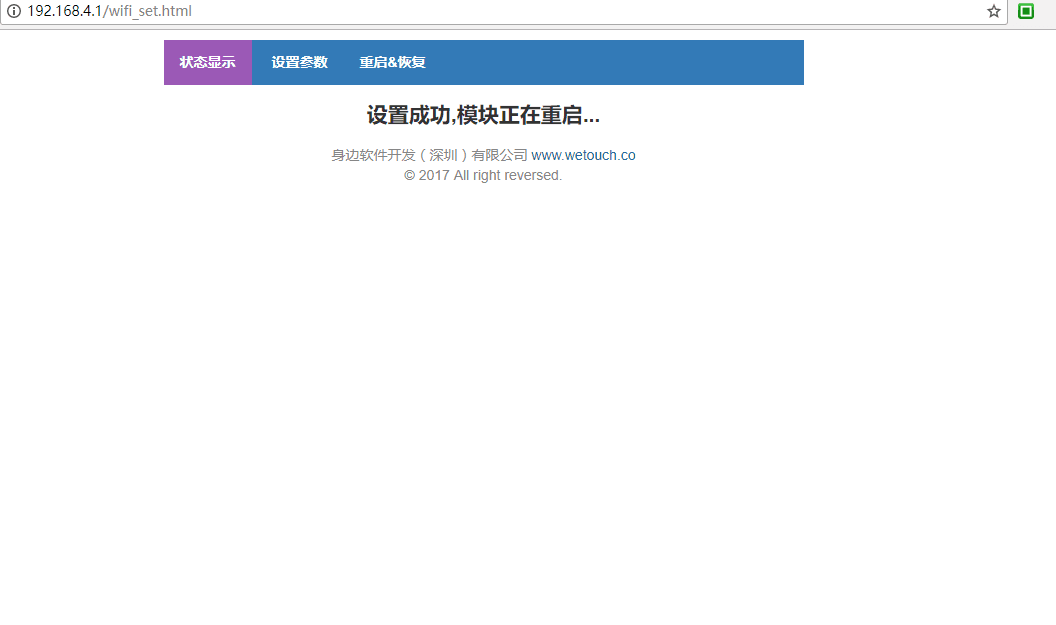 192.168.4.1/wifi_set.html
状态显示 设置参数 重启&恢复
设置成功,模块正在重启...
身边软件开发（深圳）有限公司 www.wetouch.co
© 2017 All right reversed.